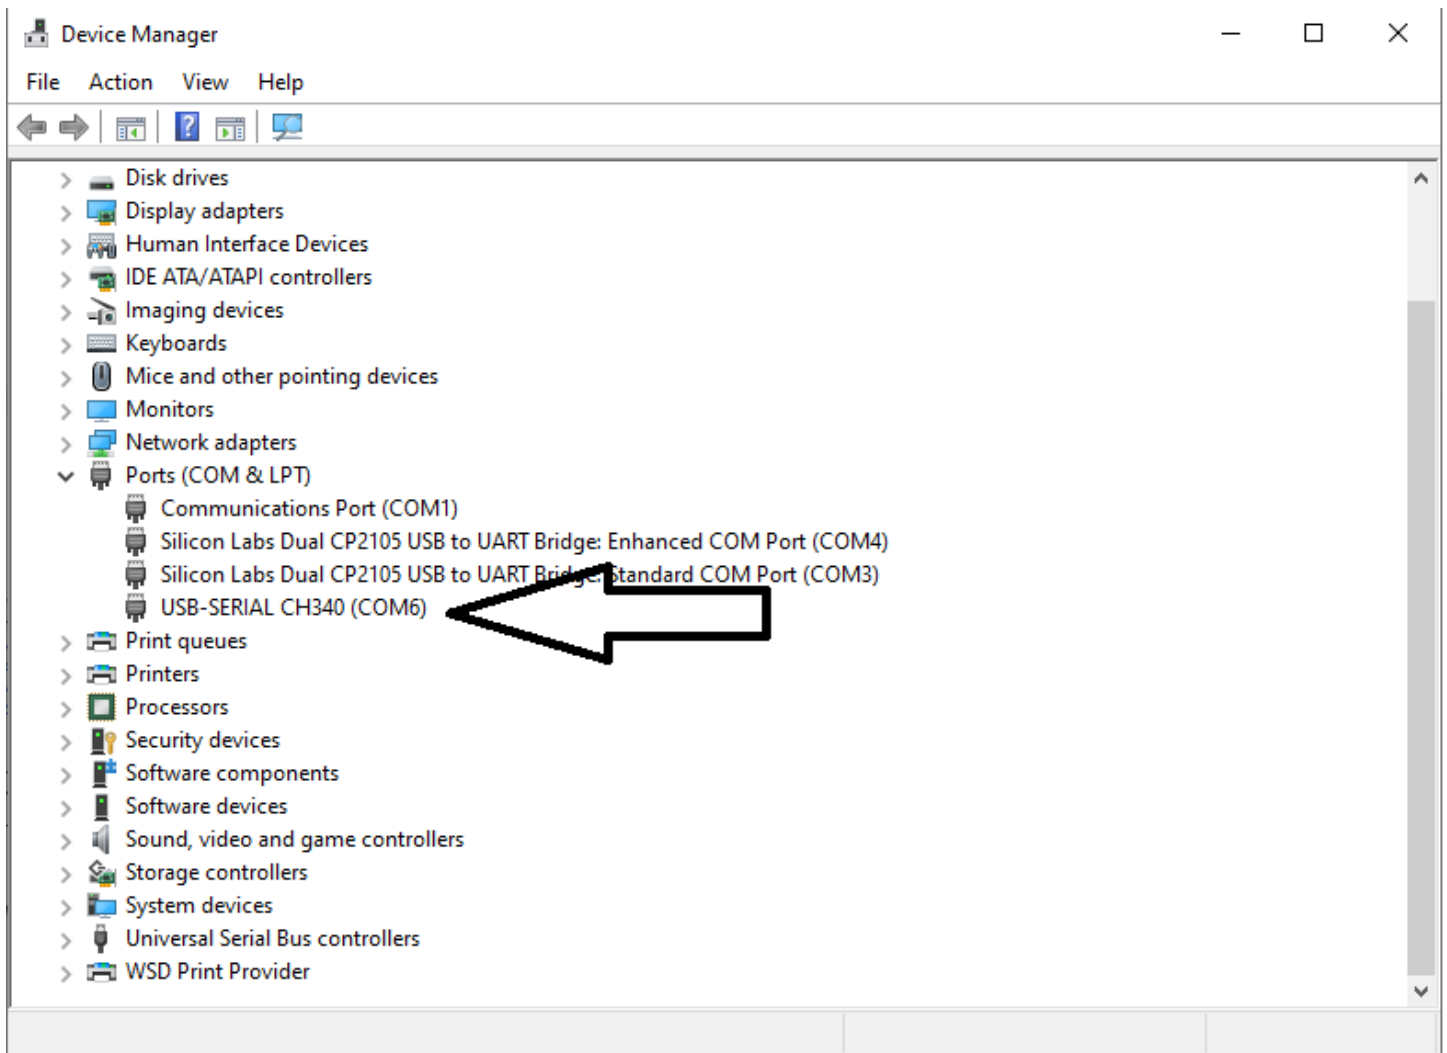 Device Manager
File Action View Help
Disk drives
Display adapters
Human Interface Devices
IDE ATA/ATAPI controllers
Imaging devices
Keyboards
Mice and other pointing devices
Monitors
Network adapters
Ports (COM & LPT)
Communications Port (COM1)
Silicon Labs Dual CP2105 USB to UART Bridge: Enhanced COM Port (COM4)
Silicon Labs Dual CP2105 USB to UART Bridge: Standard COM Port (COM3)
USB-SERIAL CH340 (COM6)
Print queues
Printers
Processors
Security devices
Software components
Software devices
Sound, video and game controllers
Storage controllers
System devices
Universal Serial Bus controllers
WSD Print Provider